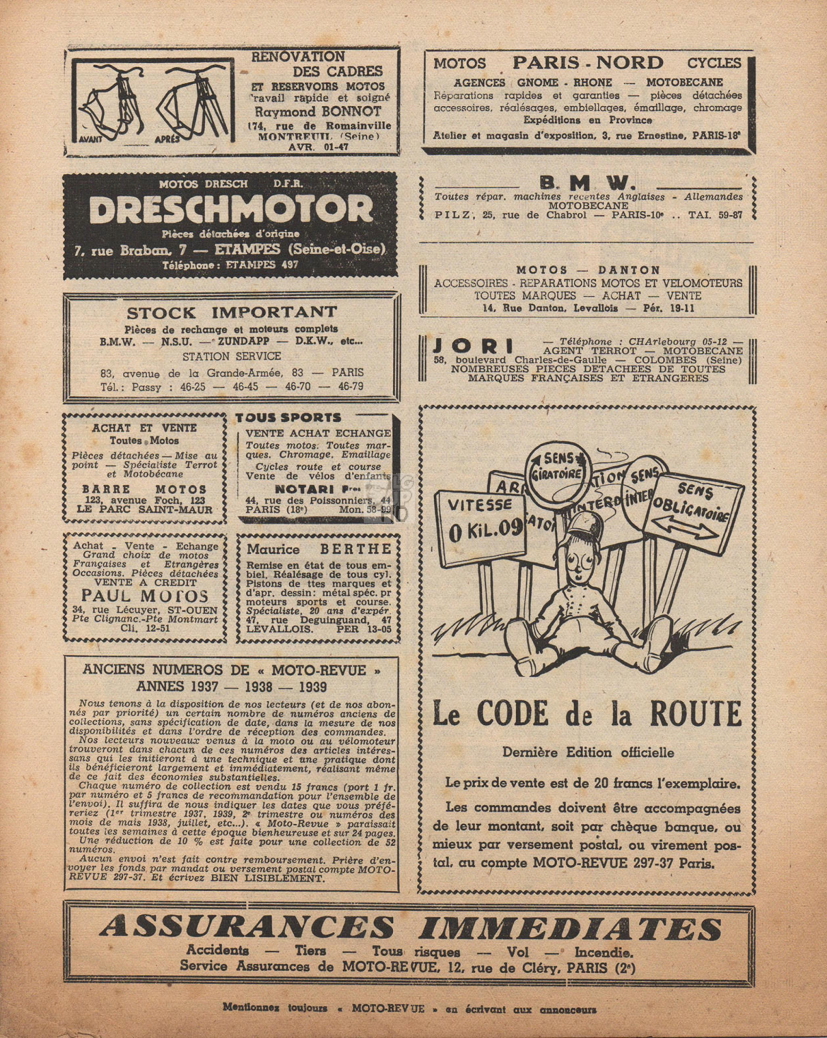 RENOVATION
DES CADRES
ET RESERVOIRS MOTOS
Travail rapide et soigné
Raymond BONNOT
174, rue de Romainville
MONTREUIL (Seine)
AVR. 01-47
AVANT
APRÈS
MOTOS PARIS - NORD CYCLES
AGENCES GNOME - RHONE — MOTOBECANE
Réparations rapides et garanties — pièces détachées
accessoires, réalésages, embiellages, émaillage, chromage
Expéditions en Province
Atelier et magasin d'exposition, 3, rue Ernestine, PARIS-18e
MOTOS DRESCH D.F.R.
DRESCHMOTOR
Pièces détachées d'origine
7, rue Braban, 7 — ETAMPES (Seine-et-Oise)
Téléphone : ETAMPES 497
B. M W.
Toutes répar. machines recentes Anglaises - Allemandes
MOTOBECANE
PILZ, 25, rue de Chabrol — PARIS-10e .. TAI. 59-87
MOTOS — DANTON
ACCESSOIRES - REPARATIONS MOTOS ET VELOMOTEURS
TOUTES MARQUES — ACHAT — VENTE
14, Rue Danton, Levallois — Pér. 19-11
STOCK IMPORTANT
Pièces de rechange et moteurs complets
B.M.W. — N.S.U. — ZUNDAPP — D.K.W., etc...
STATION SERVICE
83, avenue de la Grande-Armée, 83 — PARIS
Tél. : Passy : 46-25 — 46-45 — 46-70 — 46-79
JORI
— Téléphone : CHArlebourg 05-12 —
AGENT TERROT — MOTOBECANE
58, boulevard Charles-de-Gaulle — COLOMBES (Seine)
NOMBREUSES PIECES DETACHEES DE TOUTES
MARQUES FRANÇAISES ET ETRANGERES
ACHAT ET VENTE
Toutes Motos
Pièces détachées — Mise au
point — Spécialiste Terrot
et Motobécane
BARRE MOTOS
123, avenue Foch, 123
LE PARC SAINT-MAUR
TOUS SPORTS
VENTE ACHAT ECHANGE
Toutes motos. Toutes mar-
ques. Chromage. Emaillage
Cycles route et course
Vente de vélos d'enfants
NOTARI
44, rue des Poissonniers, 44
PARIS (18e) Mon. 58-89
Achat - Vente - Echange
Grand choix de motos
Françaises et Etrangères
Occasions. Pièces détachées
VENTE A CREDIT
PAUL MOTOS
34, rue Lécuyer, ST-OUEN
Pte Clignanc.-Pte Montmart
Cli. 12-51
Maurice BERTHE
Remise en état de tous em-
biel. Réalésage de tous cyl.
Pistons de ttes marques et
d'apr. dessin: métal spéc. pr
moteurs sports et course.
Spécialiste, 20 ans d'expér.
47, rue Deguinguand, 47
LEVALLOIS. PER 13-05
ANCIENS NUMEROS DE « MOTO-REVUE »
ANNES 1937 — 1938 — 1939
Nous tenons à la disposition de nos lecteurs (et de nos abon-
nés par priorité) un certain nombre de numéros anciens de
collections, sans spécification de date, dans la mesure de nos
disponibilités et dans l'ordre de réception des commandes.
Nos lecteurs nouveaux venus à la moto ou au vélomoteur
trouveront dans chacun de ces numéros des articles intéres-
sans qui les initieront à une technique et une pratique dont
ils bénéficieront largement et immédiatement, réalisant même
de ce fait des économies substantielles.
Chaque numéro de collection est vendu 15 francs (port 1 fr.
par numéro et 5 francs de recommandation pour l'ensemble de
l'envoi). Il suffira de nous indiquer les dates que vous préfé-
reriez (1er trimestre 1937, 1939, 2e trimestre ou numéros des
mois de mais 1938, juillet, etc...). « Moto-Revue » paraissait
toutes les semaines à cette époque bienheureuse et sur 24 pages.
Une réduction de 10 % est faite pour une collection de 52
numéros.
Aucun envoi n'est fait contre remboursement. Prière d'en-
voyer les fonds par mandat ou versement postal compte MOTO-
REVUE 297-37. Et écrivez BIEN LISIBLEMENT.
SENS
GIRATOIRE
VITESSE
0 KIL.09
ARR
ATOI
TION
INTERD
SENS
INTER
SENS
OBLIGATOIRE
Le CODE de la ROUTE
Dernière Edition officielle
Le prix de vente est de 20 francs l'exemplaire.
Les commandes doivent être accompagnées
de leur montant, soit par chèque banque, ou
mieux par versement postal, ou virement pos-
tal, au compte MOTO-REVUE 297-37 Paris.
ASSURANCES IMMEDIATES
Accidents — Tiers — Tous risques — Vol — Incendie.
Service Assurances de MOTO-REVUE, 12, rue de Cléry, PARIS (2e)
Mentionnez toujours « MOTO-REVUE » en écrivant aux annonceurs